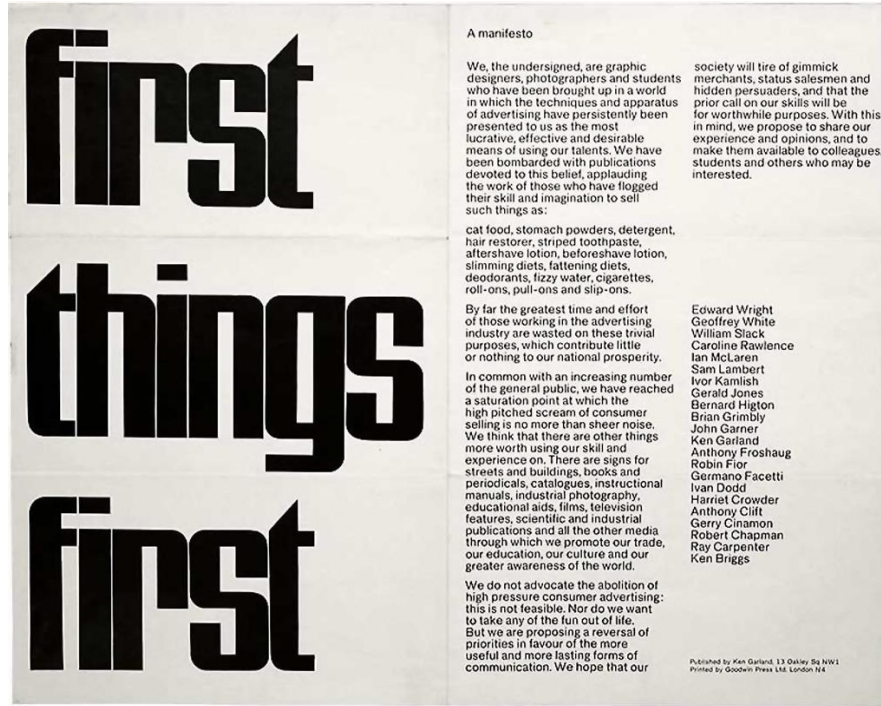 first
things
first
A manifesto
We, the undersigned, are graphic
designers, photographers and students
who have been brought up in a world
in which the techniques and apparatus
of advertising have persistently been
presented to us as the most
lucrative, effective and desirable
means of using our talents. We have
been bombarded with publications
devoted to this belief, applauding
the work of those who have flogged
their skill and imagination to sell
such things as:
cat food, stomach powders, detergent,
hair restorer, striped toothpaste,
aftershave lotion, beforeshave lotion,
slimming diets, fattening diets,
deodorants, fizzy water, cigarettes,
roll-ons, pull-ons and slip-ons.
By far the greatest time and effort
of those working in the advertising
industry are wasted on these trivial
purposes, which contribute little
or nothing to our national prosperity.
In common with an increasing number
of the general public, we have reached
a saturation point at which the
high pitched scream of consumer
selling is no more than sheer noise.
We think that there are other things
more worth using our skill and
experience on. There are signs for
streets and buildings, books and
periodicals, catalogues, instructional
manuals, industrial photography,
educational aids, films, television
features, scientific and industrial
publications and all the other media
through which we promote our trade,
our education, our culture and our
greater awareness of the world.
We do not advocate the abolition of
high pressure consumer advertising:
this is not feasible. Nor do we want
to take any of the fun out of life.
But we are proposing a reversal of
priorities in favour of the more
useful and more lasting forms of
communication. We hope that our
society will tire of gimmick
merchants, status salesmen and
hidden persuaders, and that the
prior call on our skills will be
for worthwhile purposes. With this
in mind, we propose to share our
experience and opinions, and to
make them available to colleagues,
students and others who may be
interested.
Edward Wright
Geoffrey White
William Slack
Caroline Rawlence
Ian McLaren
Sam Lambert
Ivor Kamlish
Gerald Jones
Bernard Higton
Brian Grimbly
John Garner
Ken Garland
Anthony Froshaug
Robin Fior
Germano Facetti
Ivan Dodd
Harriet Crowder
Anthony Clift
Gerry Cinamon
Robert Chapman
Ray Carpenter
Ken Briggs
Published by Ken Garland, 13 Oakley Sq NW1
Printed by Goodwin Press Ltd. London N4